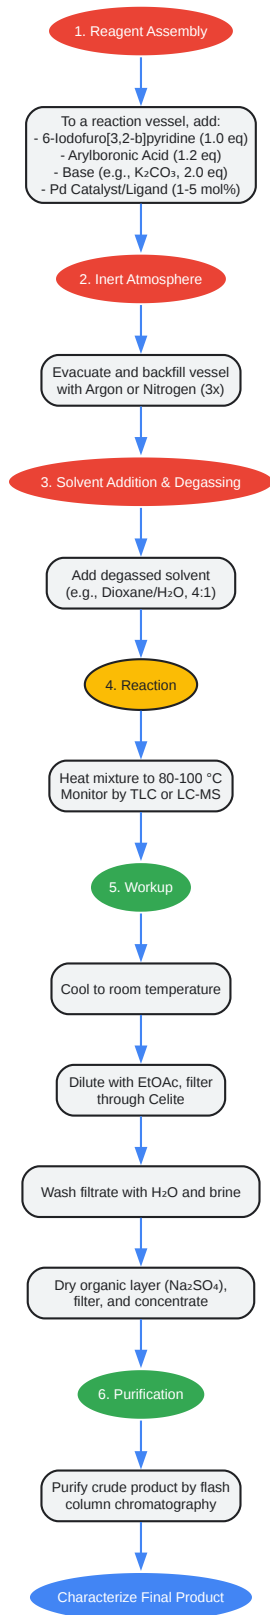 1. Reagent Assembly
To a reaction vessel, add:
- 6-Iodofuro[3,2-b]pyridine (1.0 eq)
- Arylboronic Acid (1.2 eq)
- Base (e.g., K₂CO₃, 2.0 eq)
- Pd Catalyst/Ligand (1-5 mol%)
2. Inert Atmosphere
Evacuate and backfill vessel
with Argon or Nitrogen (3x)
3. Solvent Addition & Degassing
Add degassed solvent
(e.g., Dioxane/H₂O, 4:1)
4. Reaction
Heat mixture to 80-100 °C
Monitor by TLC or LC-MS
5. Workup
Cool to room temperature
Dilute with EtOAc, filter
through Celite
Wash filtrate with H₂O and brine
Dry organic layer (Na₂SO₄),
filter, and concentrate
6. Purification
Purify crude product by flash
column chromatography
Characterize Final Product